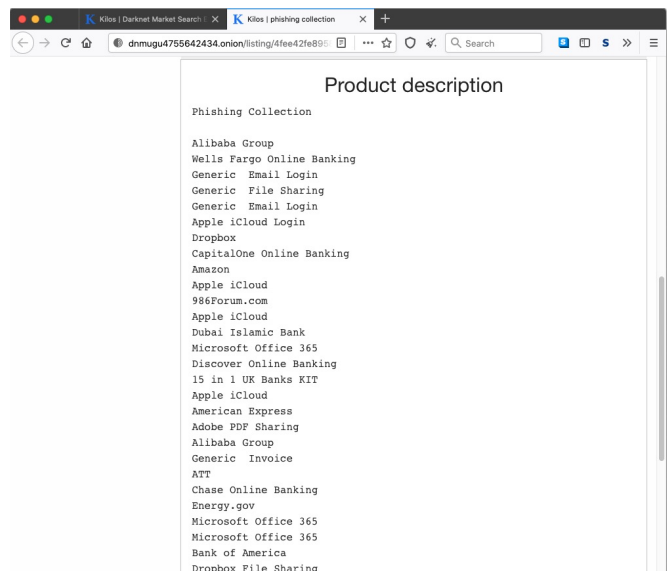 Kilos | Darknet Market Search E
Kilos | phishing collection
dnmugu4755642434.onion/listing/4fee42fe895
Search
Product description
Phishing Collection
Alibaba Group
Wells Fargo Online Banking
Generic  Email Login
Generic  File Sharing
Generic  Email Login
Apple iCloud Login
Dropbox
CapitalOne Online Banking
Amazon
Apple iCloud
986Forum.com
Apple iCloud
Dubai Islamic Bank
Microsoft Office 365
Discover Online Banking
15 in 1 UK Banks KIT
Apple iCloud
American Express
Adobe PDF Sharing
Alibaba Group
Generic  Invoice
ATT
Chase Online Banking
Energy.gov
Microsoft Office 365
Microsoft Office 365
Bank of America
Dropbox File Sharing